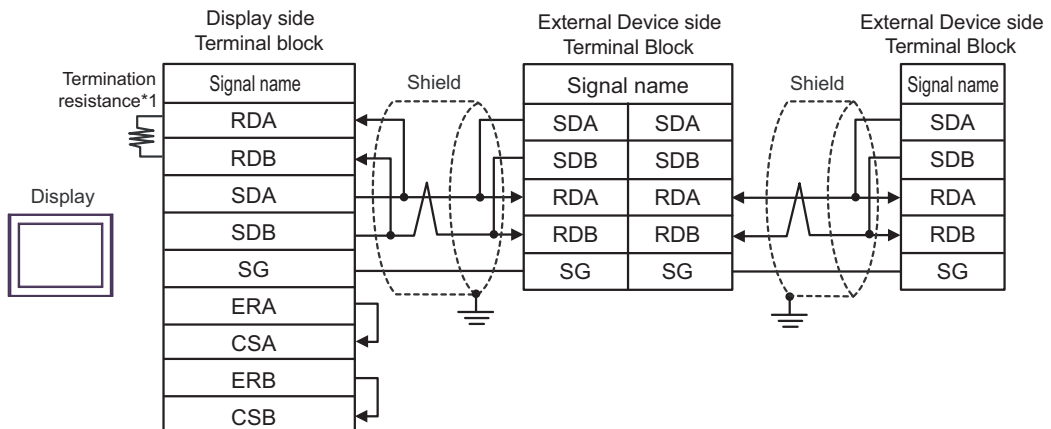 Display side
Terminal block
External Device side
Terminal Block
External Device side
Terminal Block
Termination
resistance*1
Display
Signal name
RDA
RDB
SDA
SDB
SG
ERA
CSA
ERB
CSB
Shield
Signal name
SDA SDA
SDB SDB
RDA RDA
RDB RDB
SG SG
Shield
Signal name
SDA
SDB
RDA
RDB
SG